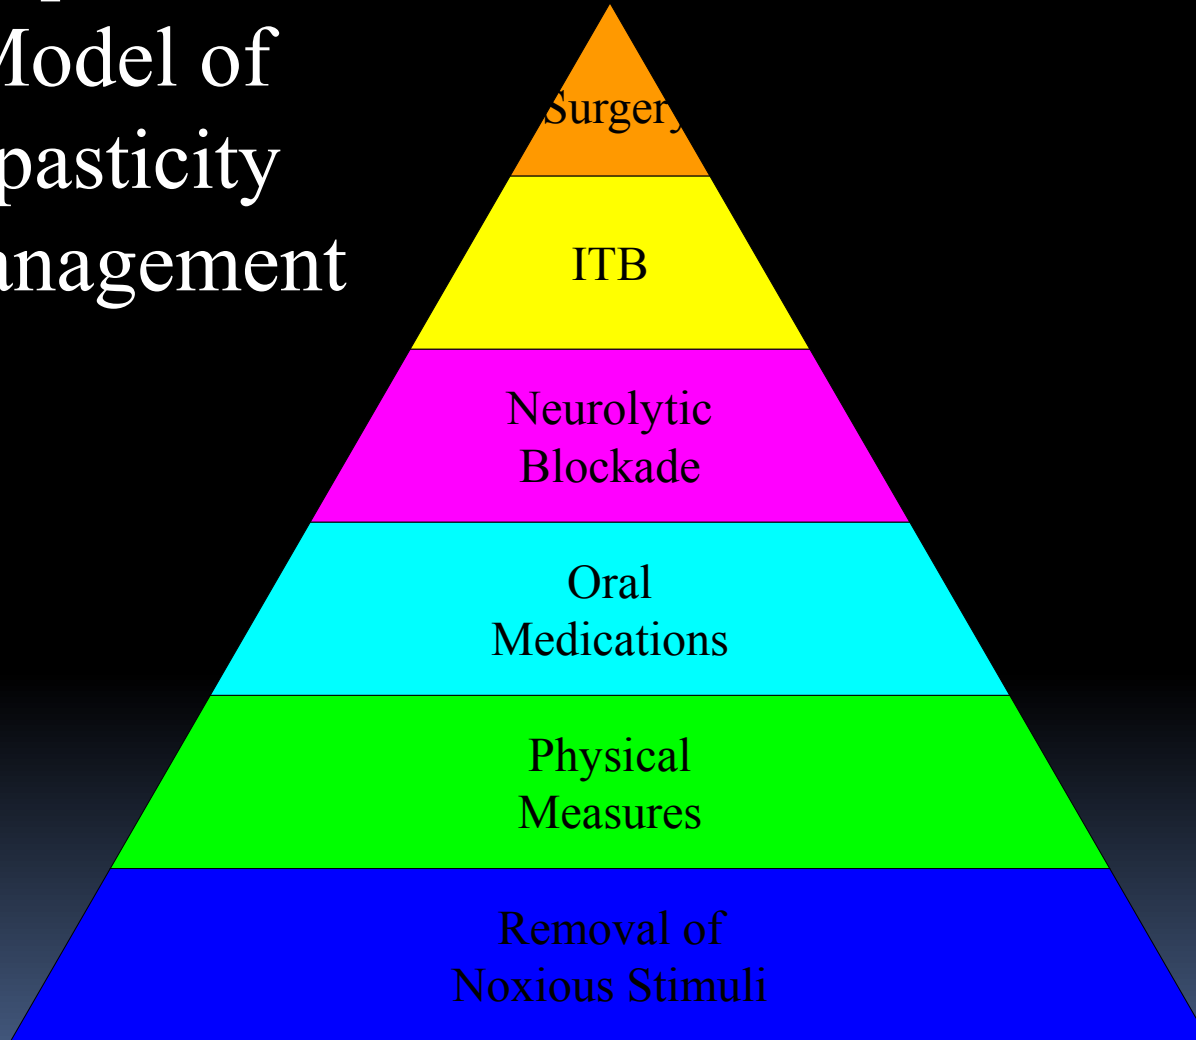 Model of
pasticity
anagement
Surgery
ITB
Neurolytic
Blockade
Oral
Medications
Physical
Measures
Removal of
Noxious Stimuli